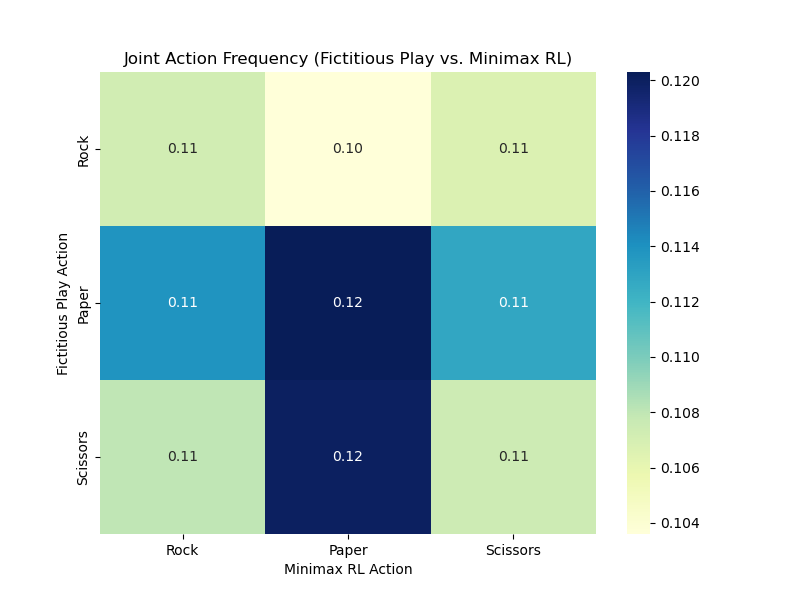 Joint Action Frequency (Fictitious Play vs. Minimax RL)
Fictitious Play Action
Rock
0.11 0.10 0.11
Paper
0.11 0.12 0.11
Scissors
0.11 0.12 0.11
Rock Paper Scissors
Minimax RL Action
0.120
0.118
0.116
0.114
0.112
0.110
0.108
0.106
0.104